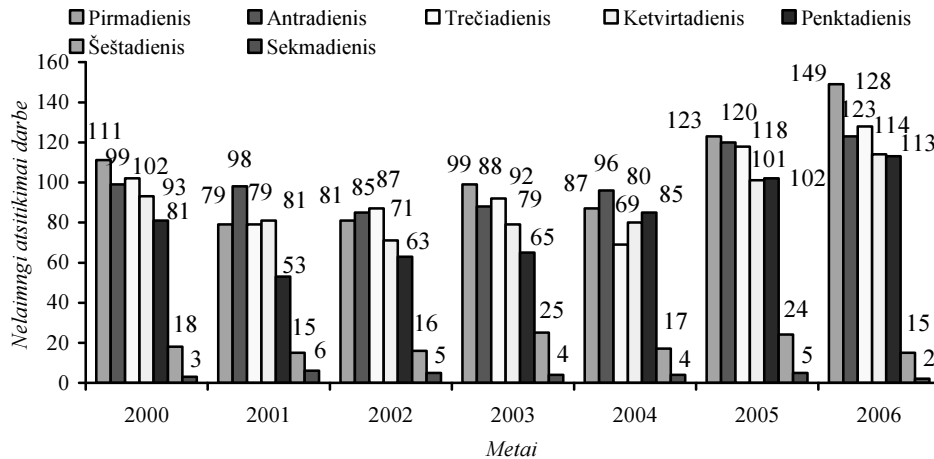 Pirmadienis Antradienis Trečiadienis Ketvirtadienis Penktadienis
Šeštadienis Sekmadienis
Nelaimngi atsitikimai darbe
160
140
120
100
80
60
40
20
0
111 99 102 93 81 18 3
79 98 79 81 53 15 6
81 85 87 71 63 16 5
99 88 92 79 65 25 4
87 96 69 80 85 17 4
123 120 118 101 102 24 5
149 123 128 114 113 15 2
2000 2001 2002 2003 2004 2005 2006
Metai